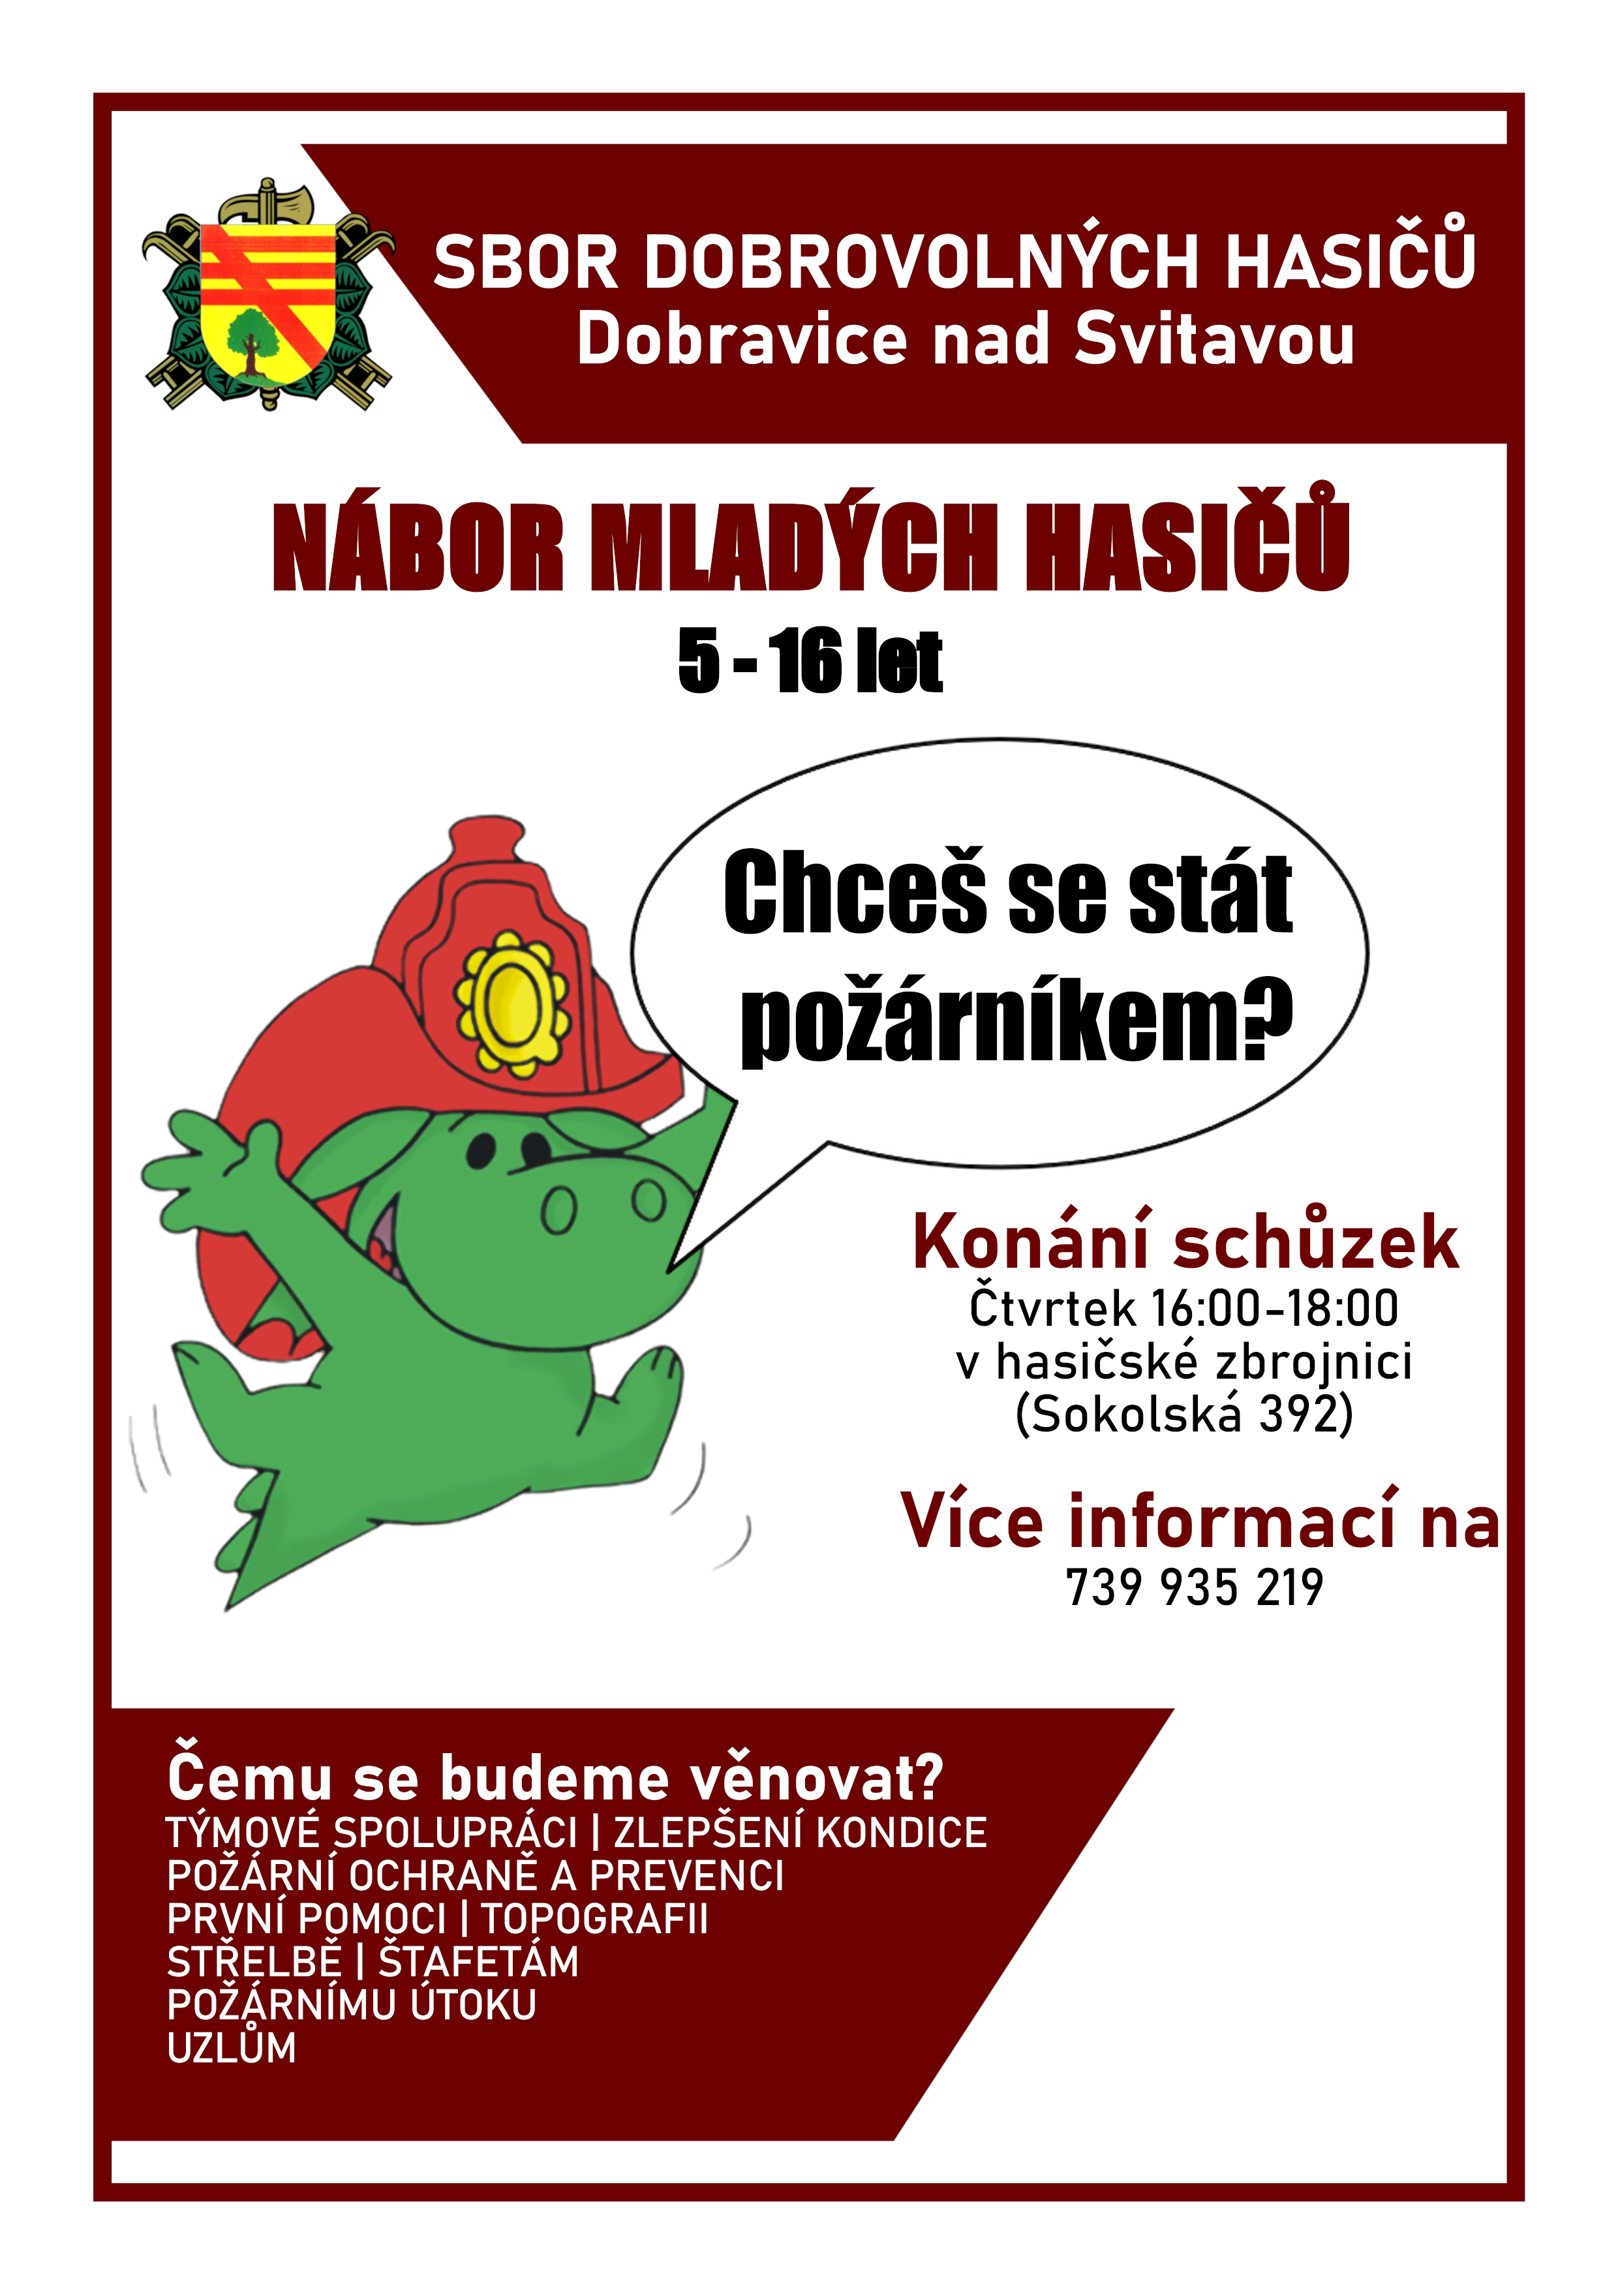 SBOR DOBROVOLNÝCH HASIČŮ
Dobravice nad Svitavou
NÁBOR MLADÝCH HASIČŮ
5 - 16 let
Chceš se stát
požárníkem?
Konání schůzek
Čtvrtek 16:00-18:00
v hasičské zbrojnici
(Sokolská 392)
Více informací na
739 935 219
Čemu se budeme věnovat?
TÝMOVÉ SPOLUPRÁCI | ZLEPŠENÍ KONDICE
POŽÁRNÍ OCHRANĚ A PREVENCI
PRVNÍ POMOCI | TOPOGRAFII
STŘELBĚ | ŠTAFETÁM
POŽÁRNÍMU ÚTOKU
UZLŮM